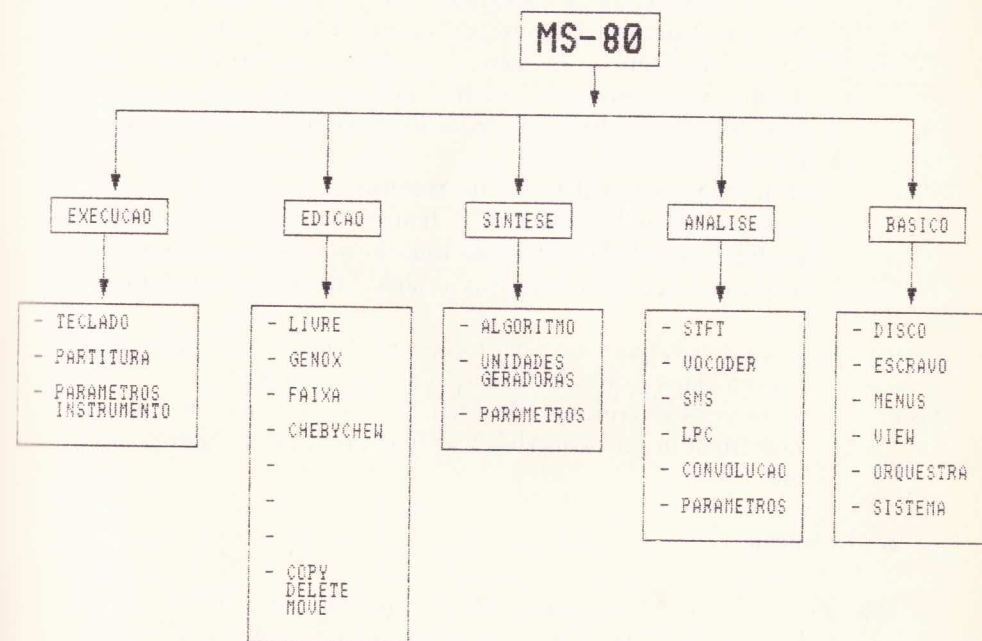 MS-80
EXECUCAO
EDICAO
SINTESE
ANALISE
BASICO
- TECLADO
- PARTITURA
- PARAMETROS
INSTRUMENTO
- LIVRE
- GENOX
- FAIXA
- CHEBYCHEW
-
-
-
- COPY
DELETE
MOVE
- ALGORITMO
- UNIDADES
GERADORAS
- PARAMETROS
- STFT
- VOCODER
- SMS
- LPC
- CONVOLUCAO
- PARAMETROS
- DISCO
- ESCRAVO
- MENUS
- VIEW
- ORQUESTRA
- SISTEMA